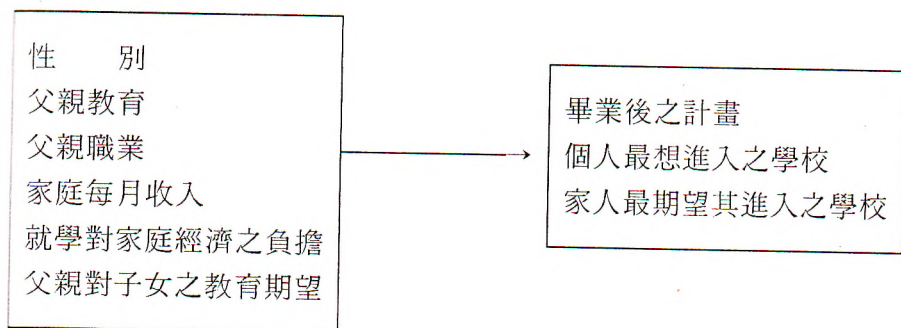 性　　別
父親教育
父親職業
家庭每月收入
就學對家庭經濟之負擔
父親對子女之教育期望
畢業後之計畫
個人最想進入之學校
家人最期望其進入之學校